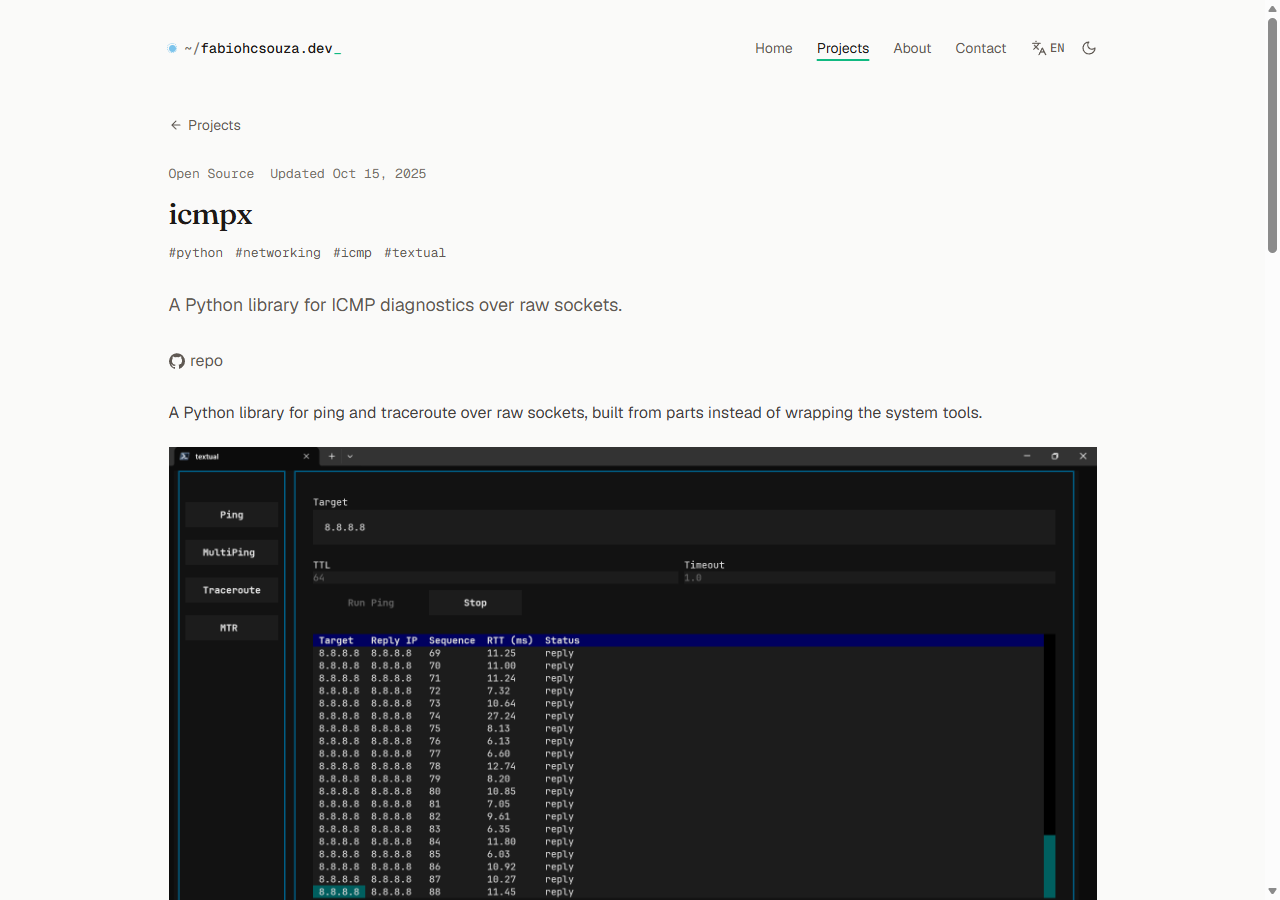 ~/fabiohcsouza.dev_
Home Projects About Contact EN
← Projects
Open Source Updated Oct 15, 2025
icmpx
#python #networking #icmp #textual
A Python library for ICMP diagnostics over raw sockets.
repo
A Python library for ping and traceroute over raw sockets, built from parts instead of wrapping the system tools.
textual
Ping
MultiPing
Traceroute
MTR
Target
8.8.8.8
TTL Timeout
64 1.0
Run Ping Stop
Target Reply IP Sequence RTT (ms) Status
8.8.8.8 8.8.8.8 69 11.25 reply
8.8.8.8 8.8.8.8 70 11.00 reply
8.8.8.8 8.8.8.8 71 11.24 reply
8.8.8.8 8.8.8.8 72 7.32 reply
8.8.8.8 8.8.8.8 73 10.64 reply
8.8.8.8 8.8.8.8 74 27.24 reply
8.8.8.8 8.8.8.8 75 8.13 reply
8.8.8.8 8.8.8.8 76 6.13 reply
8.8.8.8 8.8.8.8 77 6.60 reply
8.8.8.8 8.8.8.8 78 12.74 reply
8.8.8.8 8.8.8.8 79 8.20 reply
8.8.8.8 8.8.8.8 80 10.85 reply
8.8.8.8 8.8.8.8 81 7.05 reply
8.8.8.8 8.8.8.8 82 9.61 reply
8.8.8.8 8.8.8.8 83 6.35 reply
8.8.8.8 8.8.8.8 84 11.80 reply
8.8.8.8 8.8.8.8 85 6.03 reply
8.8.8.8 8.8.8.8 86 10.92 reply
8.8.8.8 8.8.8.8 87 10.27 reply
8.8.8.8 8.8.8.8 88 11.45 reply